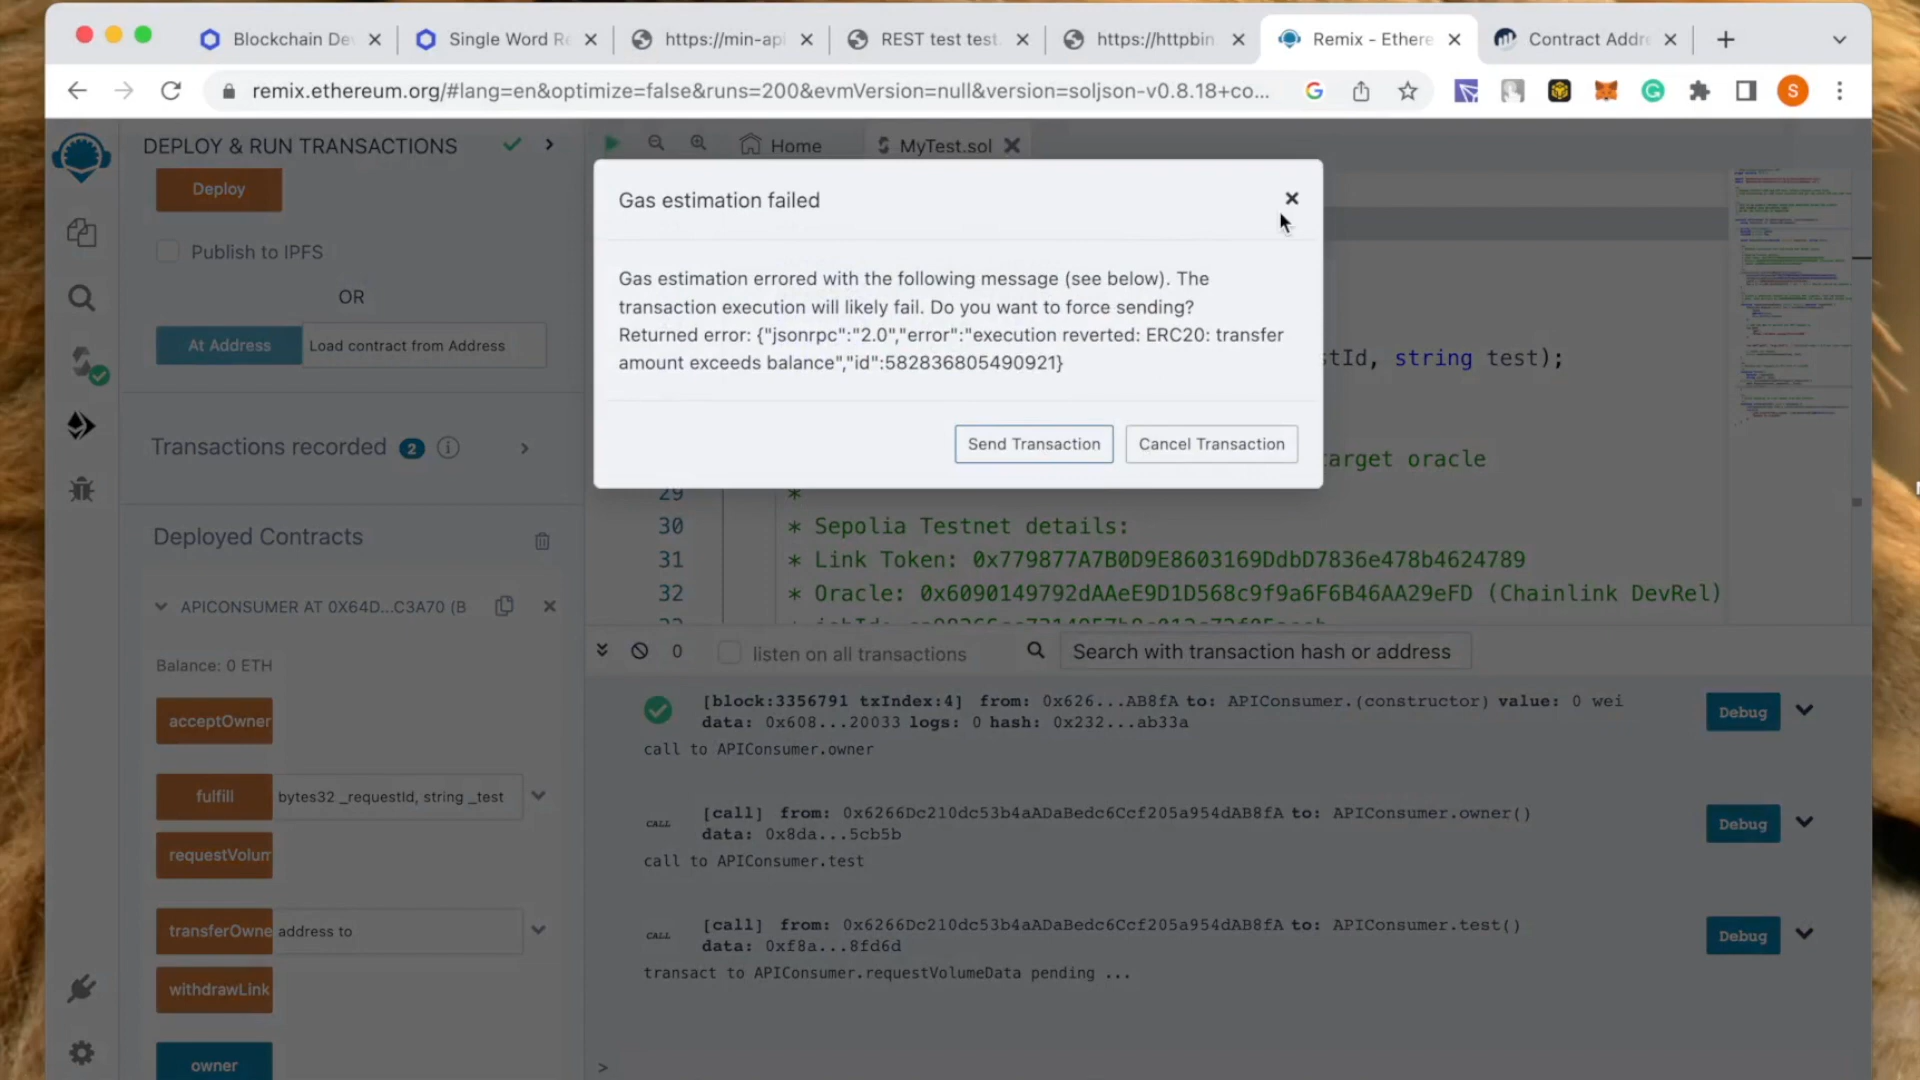 Blockchain De
Single Word Re
https://min-api
REST test test.
https://httpbin.
Remix - Ethere
Contract Addre
remix.ethereum.org/#lang=en&optimize=false&runs=200&evmVersion=null&version=soljson-v0.8.18+co...
S
DEPLOY & RUN TRANSACTIONS
Home
MyTest.sol
Deploy
Gas estimation failed
Publish to IPFS
OR
Gas estimation errored with the following message (see below). The
transaction execution will likely fail. Do you want to force sending?
Returned error: {"jsonrpc":"2.0","error":"execution reverted: ERC20: transfer
amount exceeds balance","id":582836805490921}
At Address
Load contract from Address
stId, string test);
Send Transaction
Cancel Transaction
Transactions recorded 2
target oracle
29 *
30 * Sepolia Testnet details:
31 * Link Token: 0x779877A7B0D9E8603169DdbD7836e478b4624789
32 * Oracle: 0x6090149792dAAeE9D1D568c9f9a6F6B46AA29eFD (Chainlink DevRel)
Deployed Contracts
APICONSUMER AT 0X64D...C3A70 (B
Balance: 0 ETH
acceptOwner
fulfill
bytes32 _requestId, string _test
requestVolum
transferOwne
address to
withdrawLink
owner
0
listen on all transactions
Search with transaction hash or address
[block:3356791 txIndex:4] from: 0x626...AB8fA to: APIConsumer.(constructor) value: 0 wei
data: 0x608...20033 logs: 0 hash: 0x232...ab33a
Debug
call to APIConsumer.owner
CALL
[call] from: 0x6266Dc210dc53b4aADaBedc6Ccf205a954dAB8fA to: APIConsumer.owner()
data: 0x8da...5cb5b
Debug
call to APIConsumer.test
CALL
[call] from: 0x6266Dc210dc53b4aADaBedc6Ccf205a954dAB8fA to: APIConsumer.test()
data: 0xf8a...8fd6d
Debug
transact to APIConsumer.requestVolumeData pending ...
>